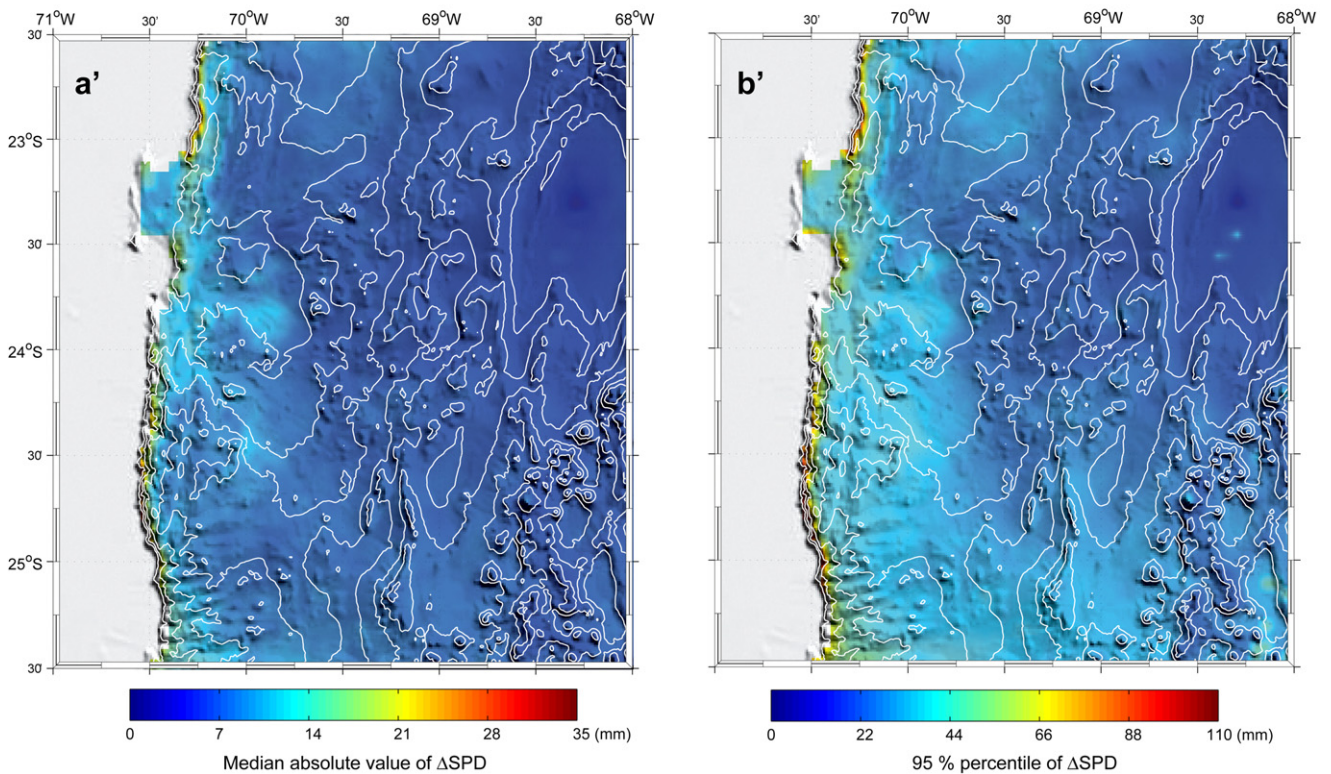 71°W 30' 70°W 30' 69°W 30' 68°W
30' 70°W 30' 69°W 30' 68°W
30'
a'
b'
23°S
30'
24°S
30'
25°S
30'
0 7 14 21 28 35 (mm)
Median absolute value of ΔSPD
0 22 44 66 88 110 (mm)
95 % percentile of ΔSPD